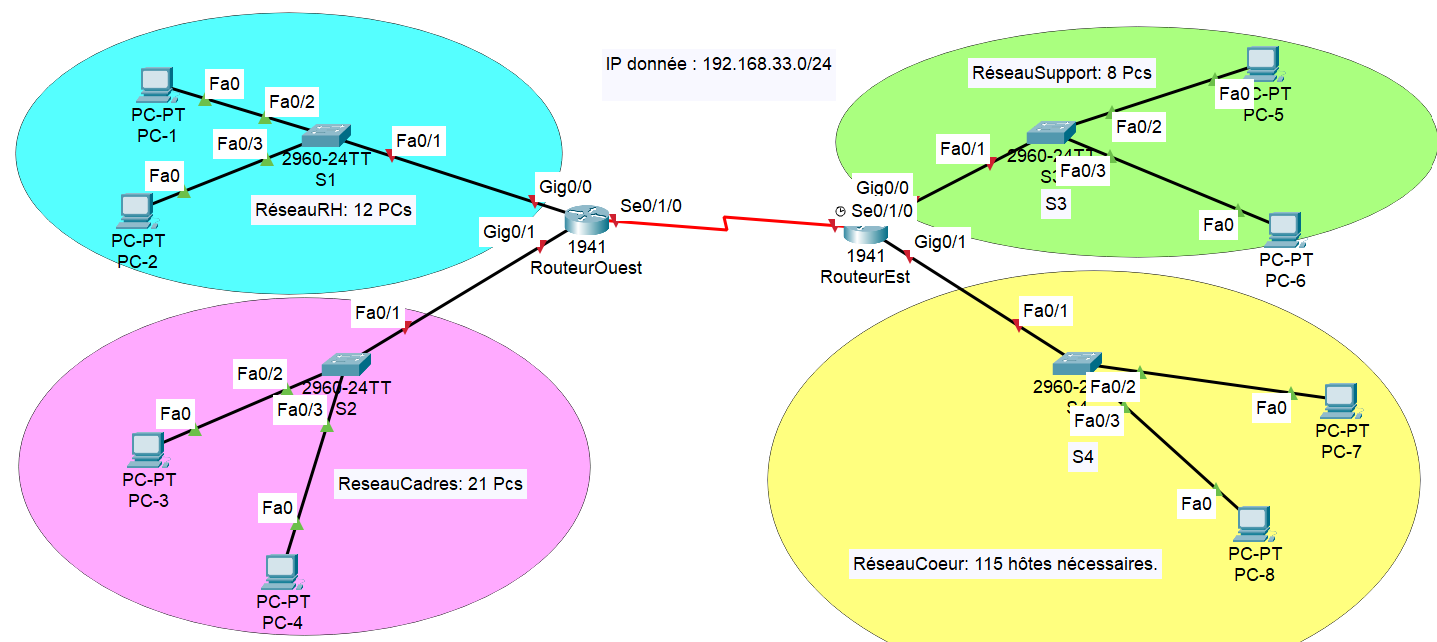 IP donnée : 192.168.33.0/24
PC-PT
PC-1
Fa0
Fa0/2
Fa0/3
Fa0/1
2960-24TT
S1
Fa0
PC-PT
PC-2
RéseauRH: 12 PCs
Gig0/0
Gig0/1
Se0/1/0
1941
RouteurOuest
RéseauSupport: 8 Pcs
Fa0
PC-PT
PC-5
Fa0/2
Fa0/1
2960-24TT
Fa0/3
S3
Gig0/0
Se0/1/0
Gig0/1
1941
RouteurEst
Fa0
PC-PT
PC-6
Fa0/1
Fa0/2
2960-24TT
Fa0/3
S2
Fa0
PC-PT
PC-3
Fa0
PC-PT
PC-4
ReseauCadres: 21 Pcs
Fa0/1
Fa0/2
Fa0/3
S4
Fa0
PC-PT
PC-7
Fa0
PC-PT
PC-8
RéseauCoeur: 115 hôtes nécessaires.